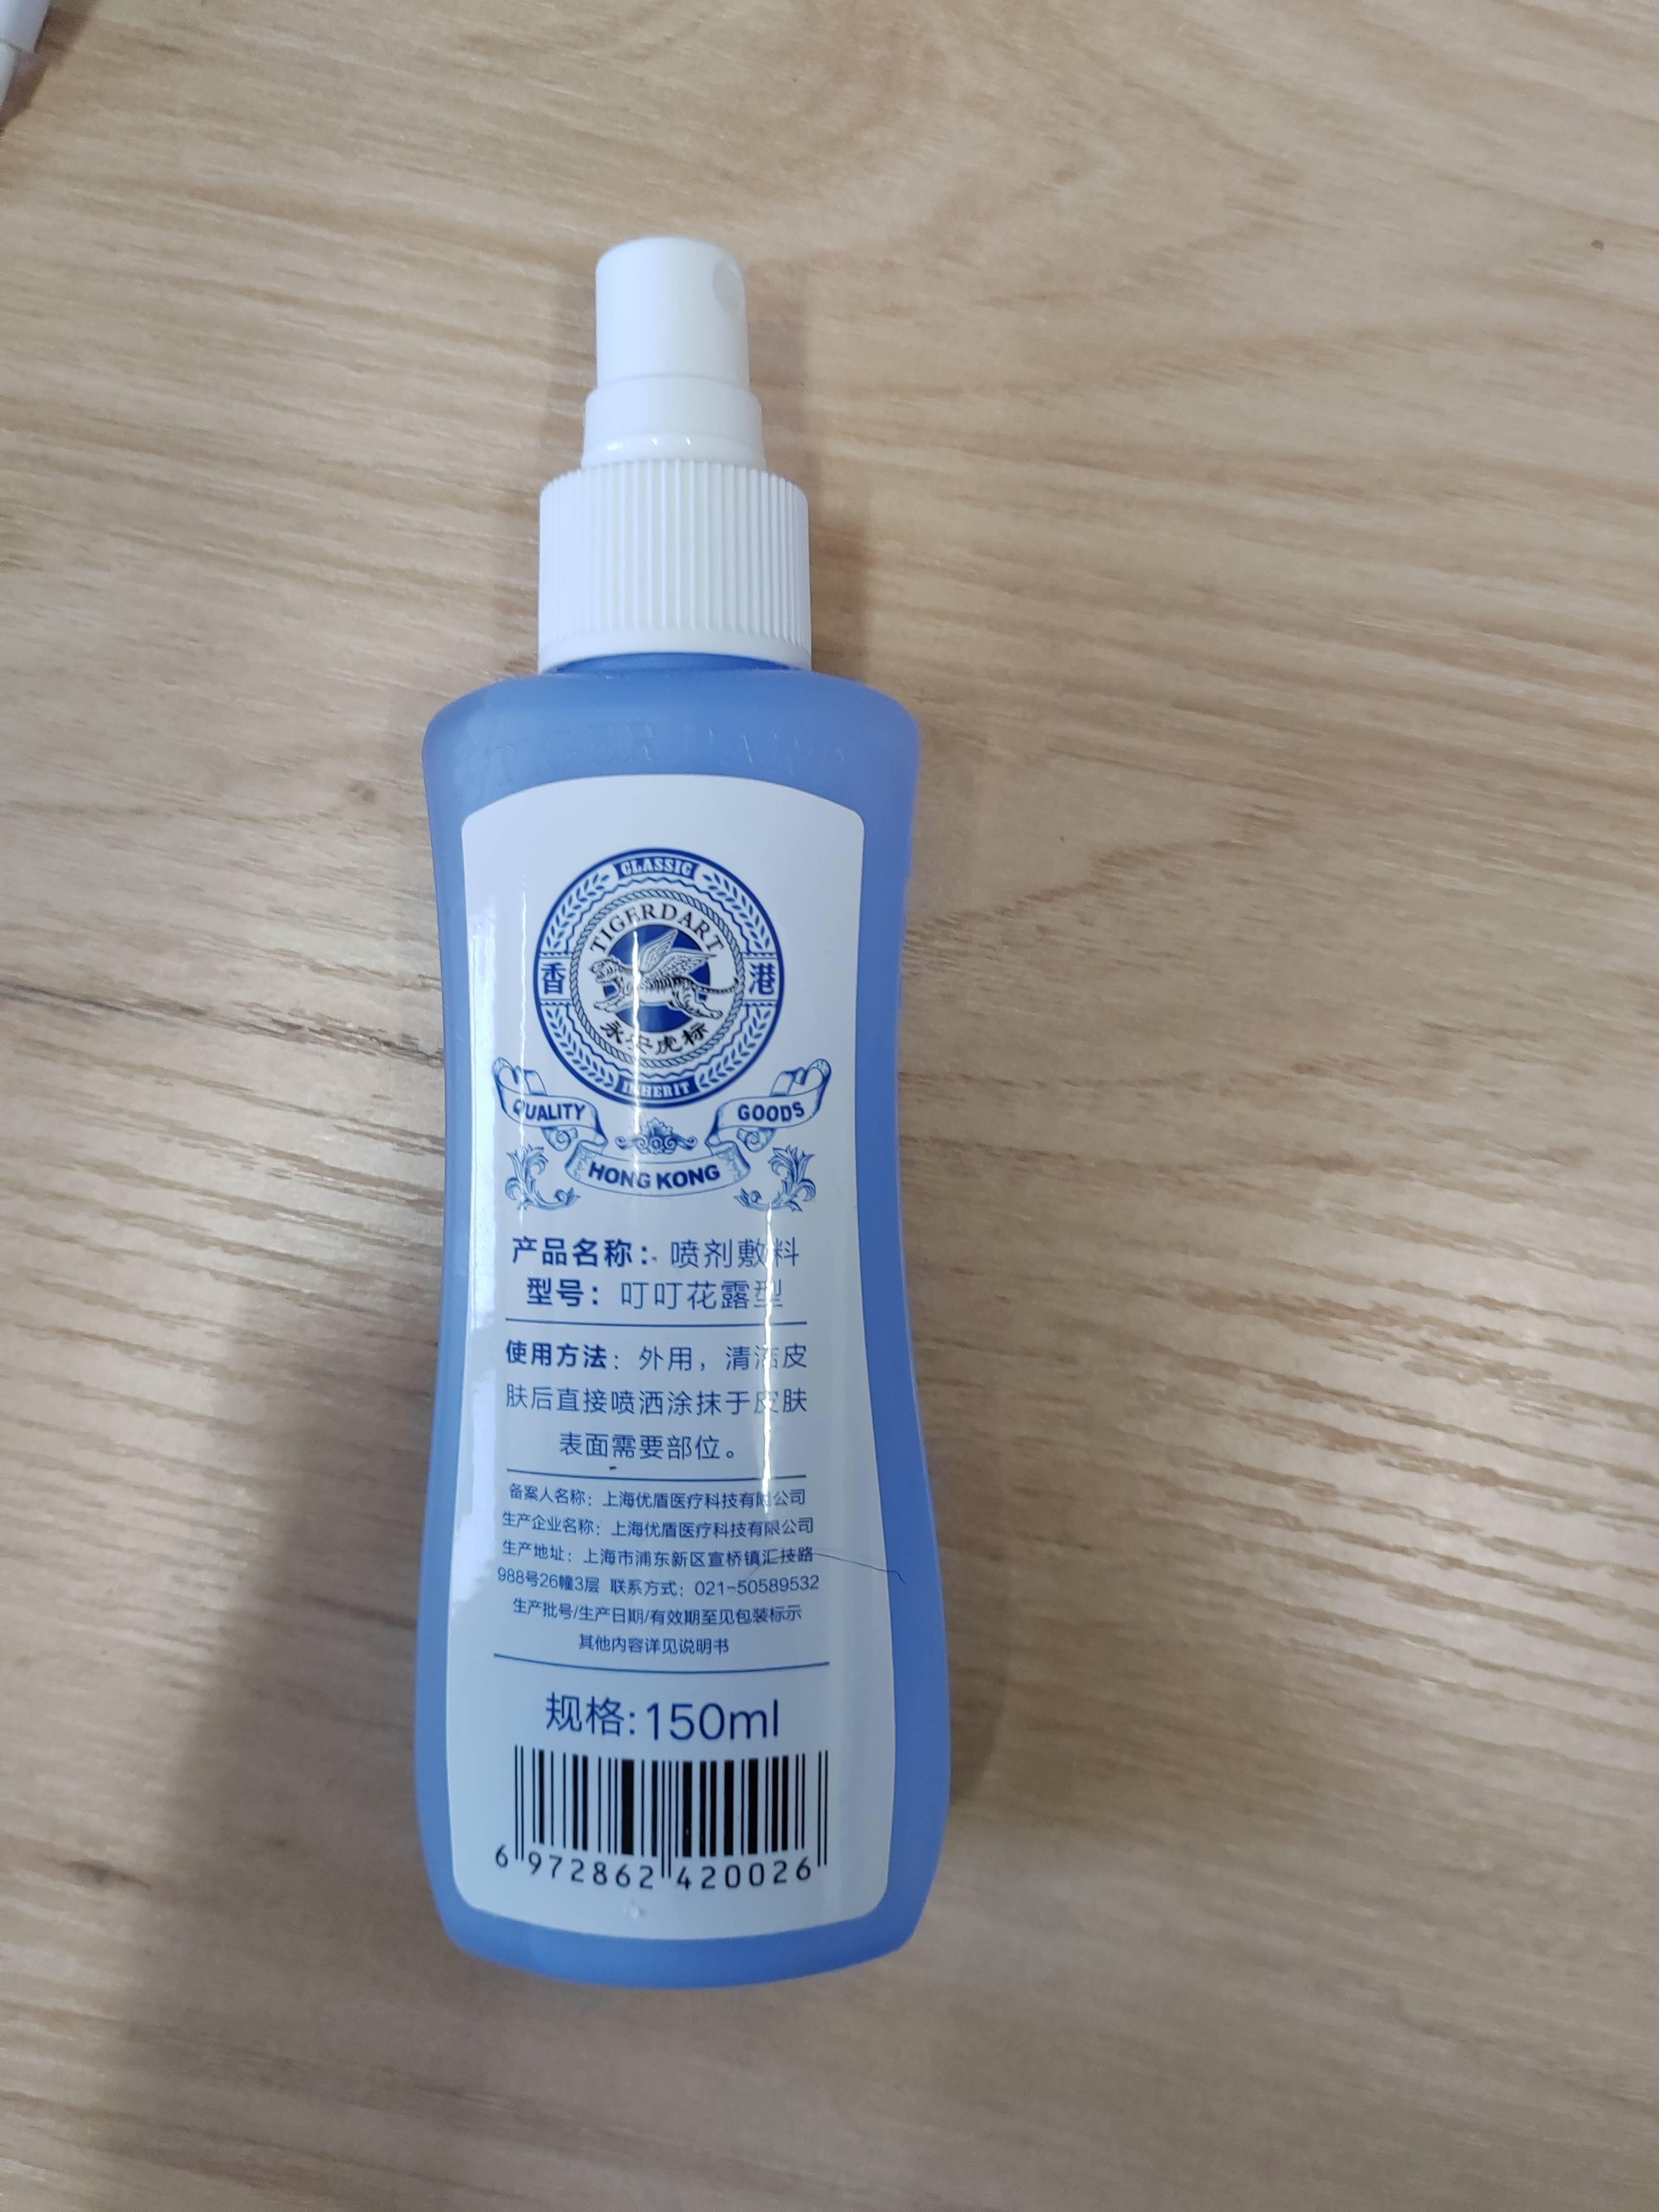 CLASSIC
TIGERDART
香 港
永安虎标
INHERIT
QUALITY GOODS
HONG KONG
产品名称：喷剂敷料
型号：叮叮花露型
使用方法：外用，清洁皮
肤后直接喷洒涂抹于皮肤
表面需要部位。
备案人名称：上海优盾医疗科技有限公司
生产企业名称：上海优盾医疗科技有限公司
生产地址：上海市浦东新区宣桥镇汇技路
988号26幢3层 联系方式：021-50589532
生产批号/生产日期/有效期至见包装标示
其他内容详见说明书
规格:150ml
6 972862 420026